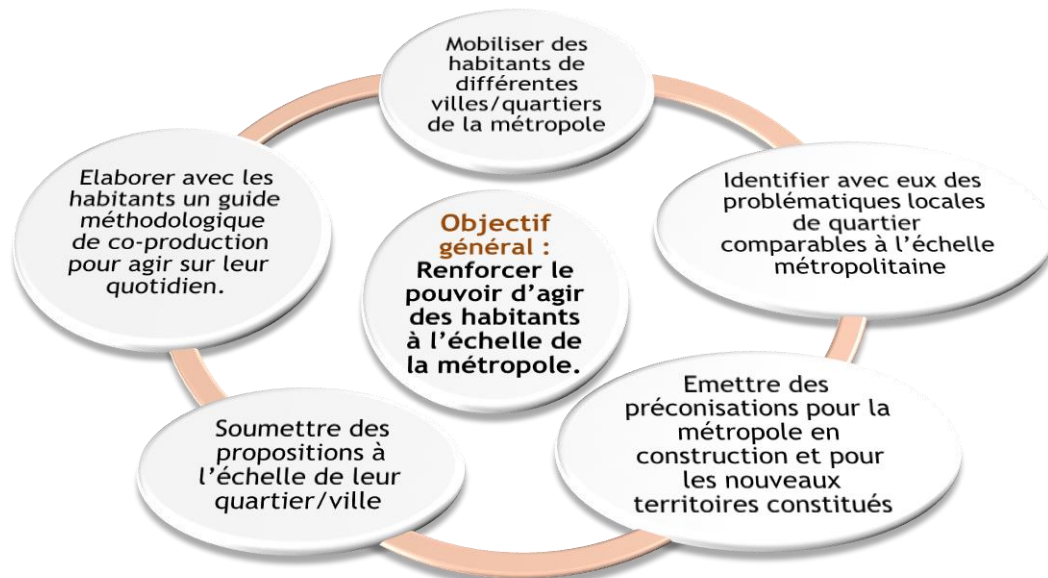 Mobiliser des
habitants de
différentes
villes/quartiers
de la métropole
Identifier avec eux des
problématiques locales
de quartier
comparables à l'échelle
métropolitaine
Emettre des
préconisations pour la
métropole en
construction et pour
les nouveaux
territoires constitués
Soumettre des
propositions à
l'échelle de leur
quartier/ville
Elaborer avec les
habitants un guide
méthodologique
de co-production
pour agir sur leur
quotidien.
Objectif
général :
Renforcer le
pouvoir d'agir
des habitants
à l'échelle de
la métropole.